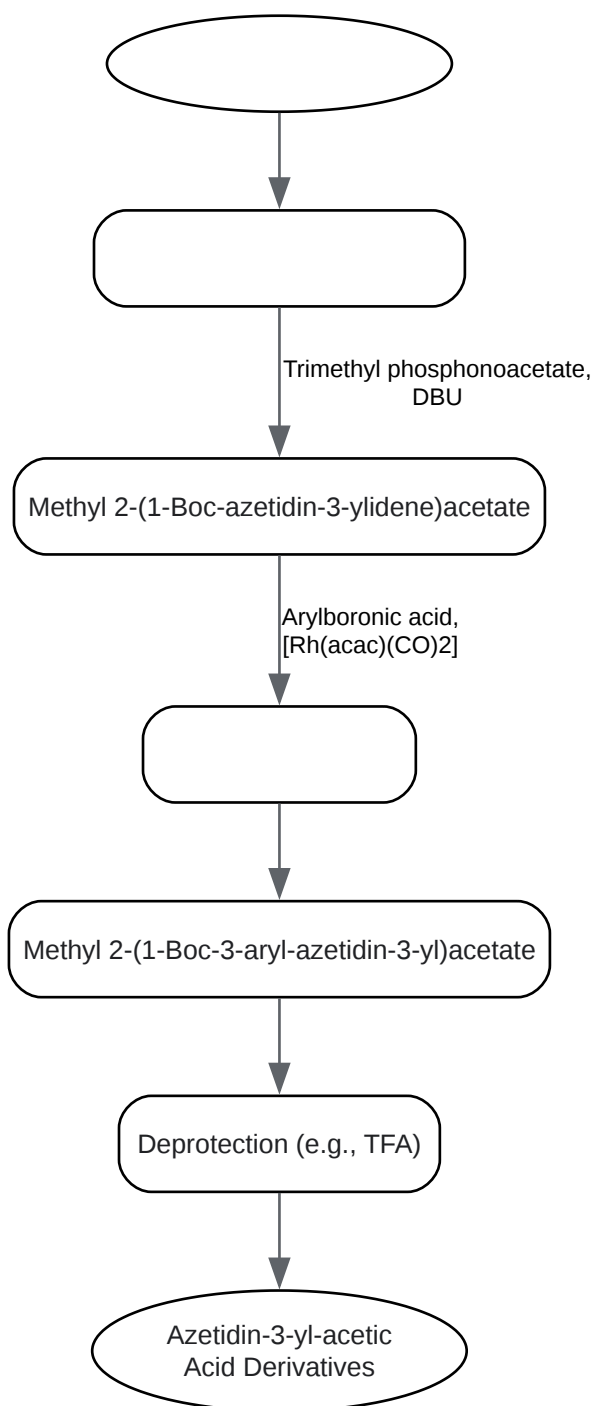 Trimethyl phosphonoacetate,
DBU
Methyl 2-(1-Boc-azetidin-3-ylidene)acetate
Arylboronic acid,
[Rh(acac)(CO)2]
Methyl 2-(1-Boc-3-aryl-azetidin-3-yl)acetate
Deprotection (e.g., TFA)
Azetidin-3-yl-acetic
Acid Derivatives